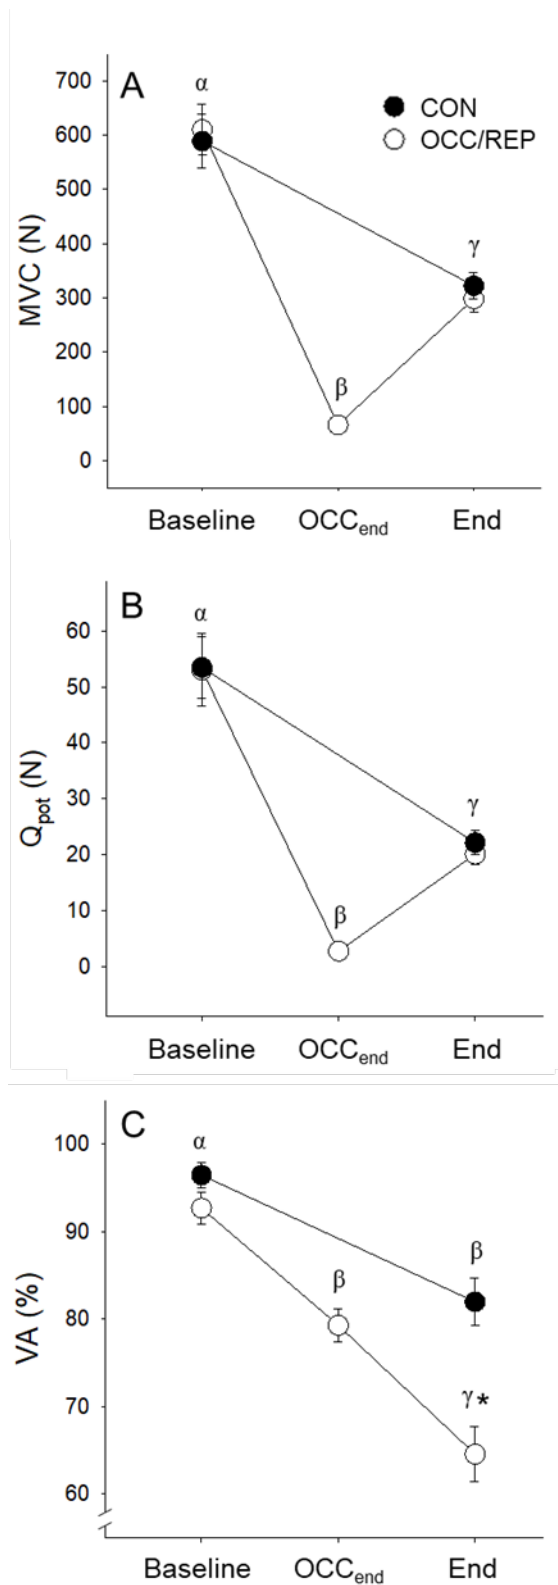 A
α
CON
OCC/REP
700
600
500
400
300
200
100
0
MVC (N)
γ
β
Baseline OCCend End
B
α
60
50
40
30
20
10
0
Qpot (N)
γ
β
Baseline OCCend End
C
α
100
90
80
70
60
VA (%)
β
β
γ*
Baseline OCCend End